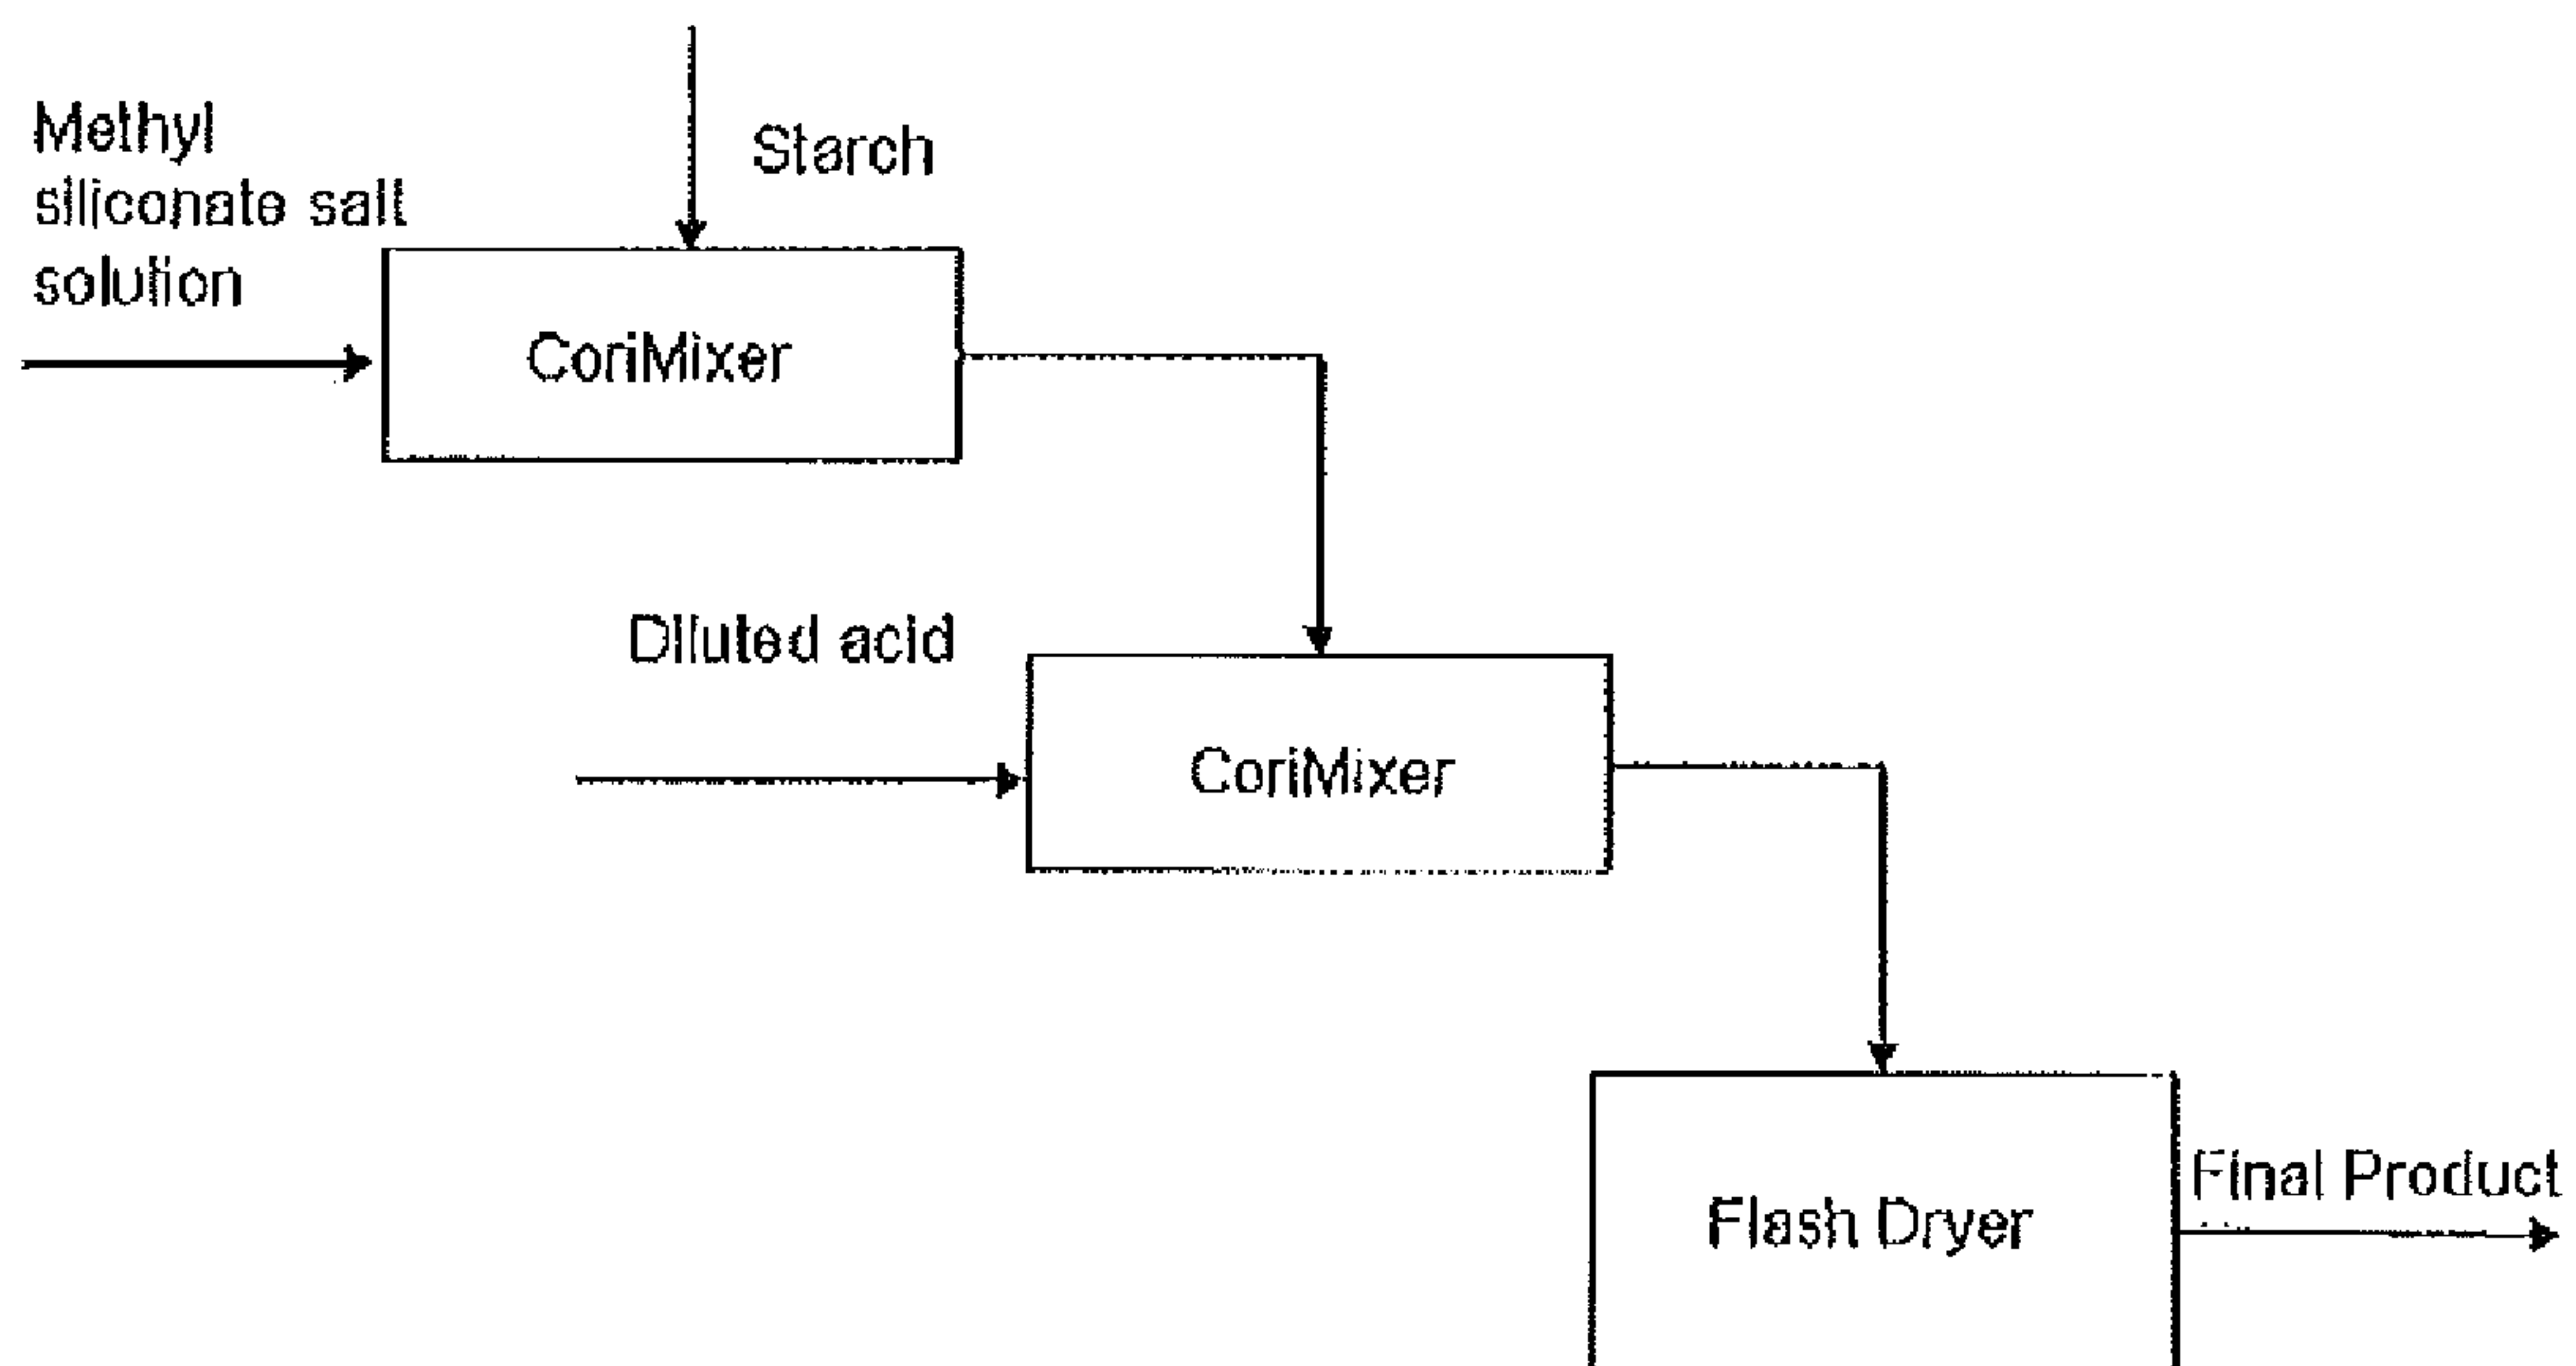 Methyl
siliconate salt
solution
Starch
CoriMixer
Diluted acid
CoriMixer
Flash Dryer
Final Product